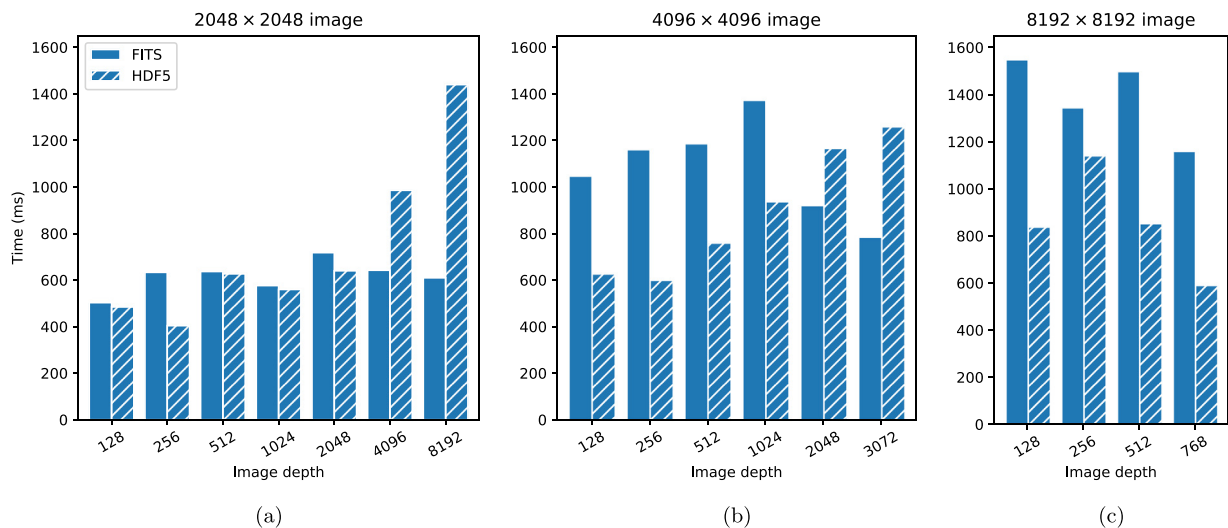 2048 × 2048 image
1600
1400
1200
1000
800
600
400
200
0
Time (ms)
FITS
HDF5
128 256 512 1024 2048 4096 8192
Image depth
(a)
4096 × 4096 image
1600
1400
1200
1000
800
600
400
200
0
128 256 512 1024 2048 3072
Image depth
(b)
8192 × 8192 image
1600
1400
1200
1000
800
600
400
200
0
128 256 512 768
Image depth
(c)